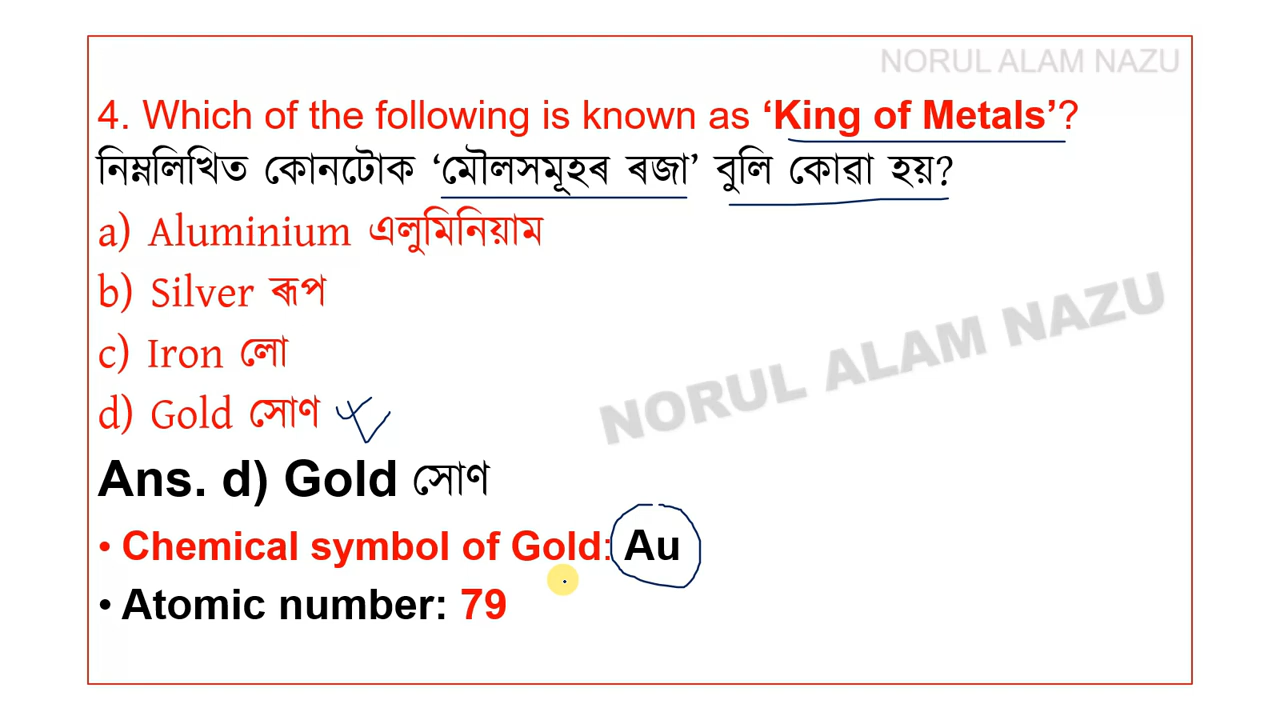 NORUL ALAM NAZU
4. Which of the following is known as ‘King of Metals’?
নিম্নলিখিত কোনটোক ‘মৌলসমূহৰ ৰজা’ বুলি কোৱা হয়?
a) Aluminium এলুমিনিয়াম
b) Silver ৰূপ
c) Iron লো
d) Gold সোণ
NORUL ALAM NAZU
Ans. d) Gold সোণ
• Chemical symbol of Gold: Au
• Atomic number: 79